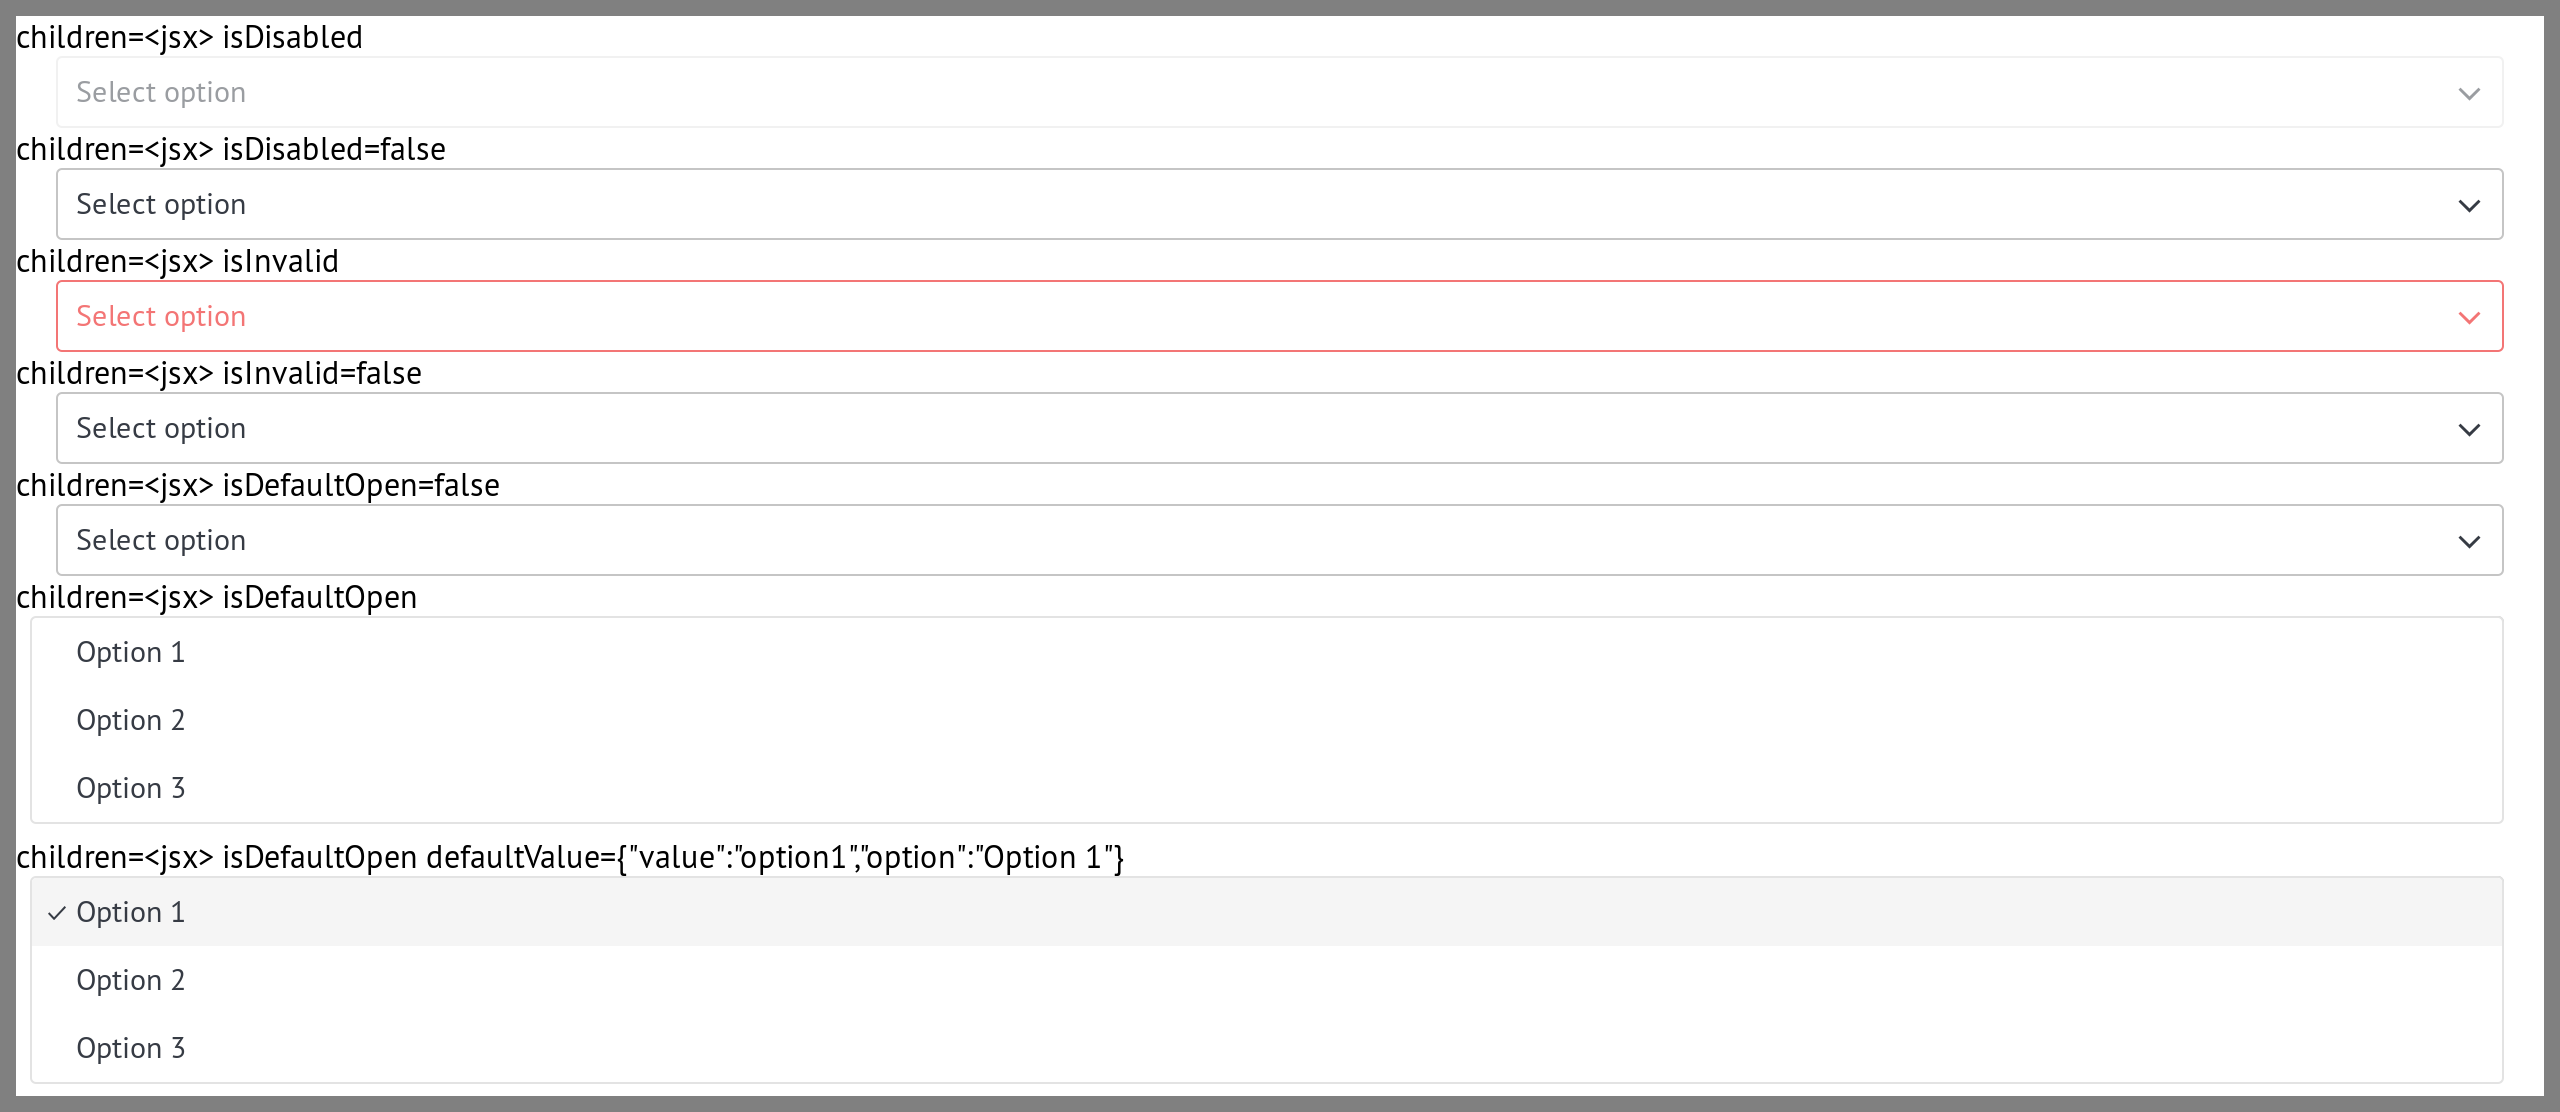 children=<jsx> isDisabled
Select option
children=<jsx> isDisabled=false
Select option
children=<jsx> isInvalid
Select option
children=<jsx> isInvalid=false
Select option
children=<jsx> isDefaultOpen=false
Select option
children=<jsx> isDefaultOpen
Option 1
Option 2
Option 3
children=<jsx> isDefaultOpen defaultValue={"value":"option1","option":"Option 1"}
Option 1
Option 2
Option 3